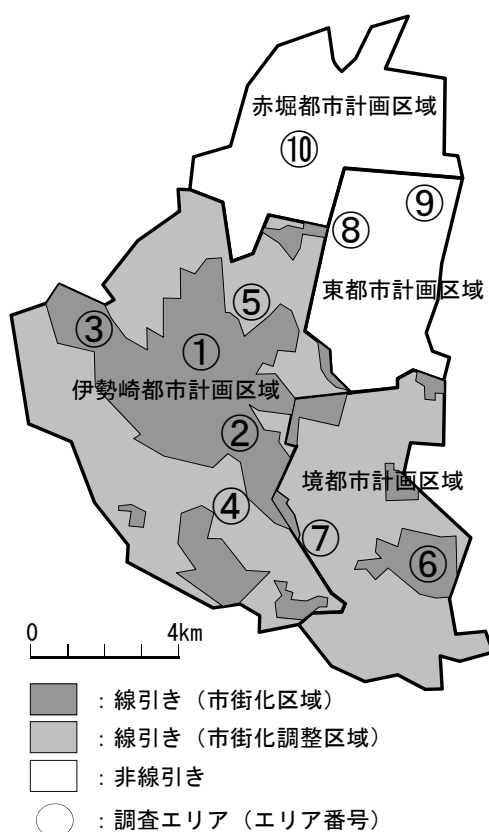 赤堀都市計画区域
⑩
⑨
⑧
東都市計画区域
⑤
③
①
伊勢崎都市計画区域
②
境都市計画区域
④
⑦
⑥
0 4km
：線引き（市街化区域）
：線引き（市街化調整区域）
：非線引き
：調査エリア（エリア番号）